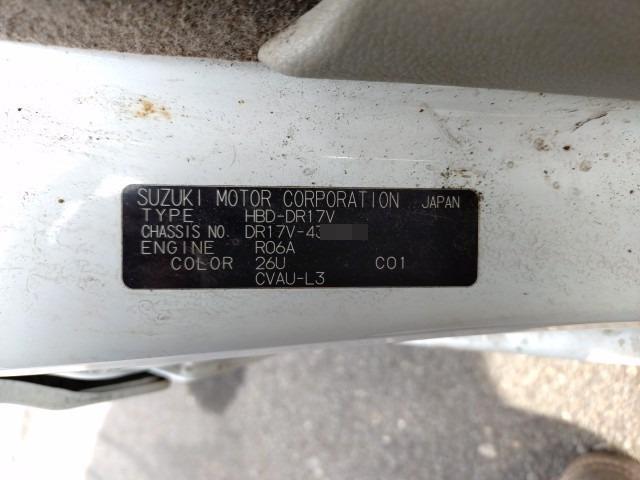 SUZUKI MOTOR CORPORATION JAPAN
TYPE HBD-DR17V
CHASSIS NO. DR17V-43
ENGINE R06A
COLOR 26U C01
CVAU-L3